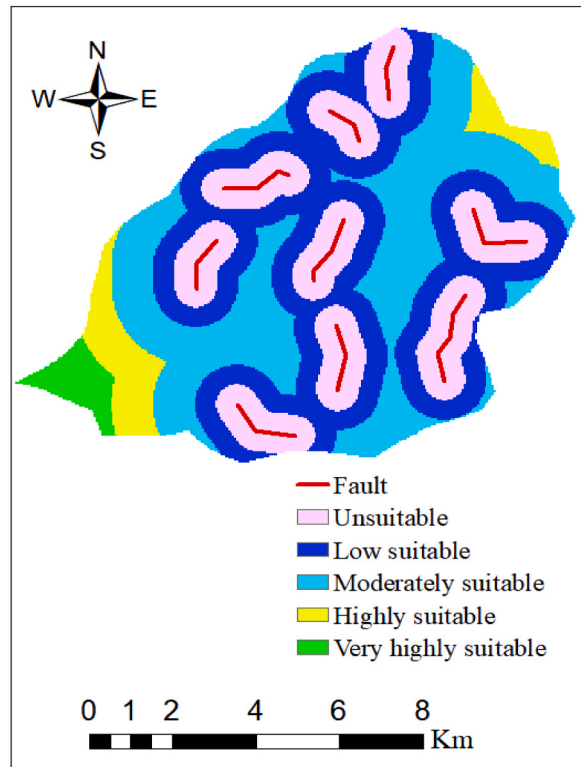 N
W E
S
Fault
Unsuitable
Low suitable
Moderately suitable
Highly suitable
Very highly suitable
0 1 2 4 6 8
Km